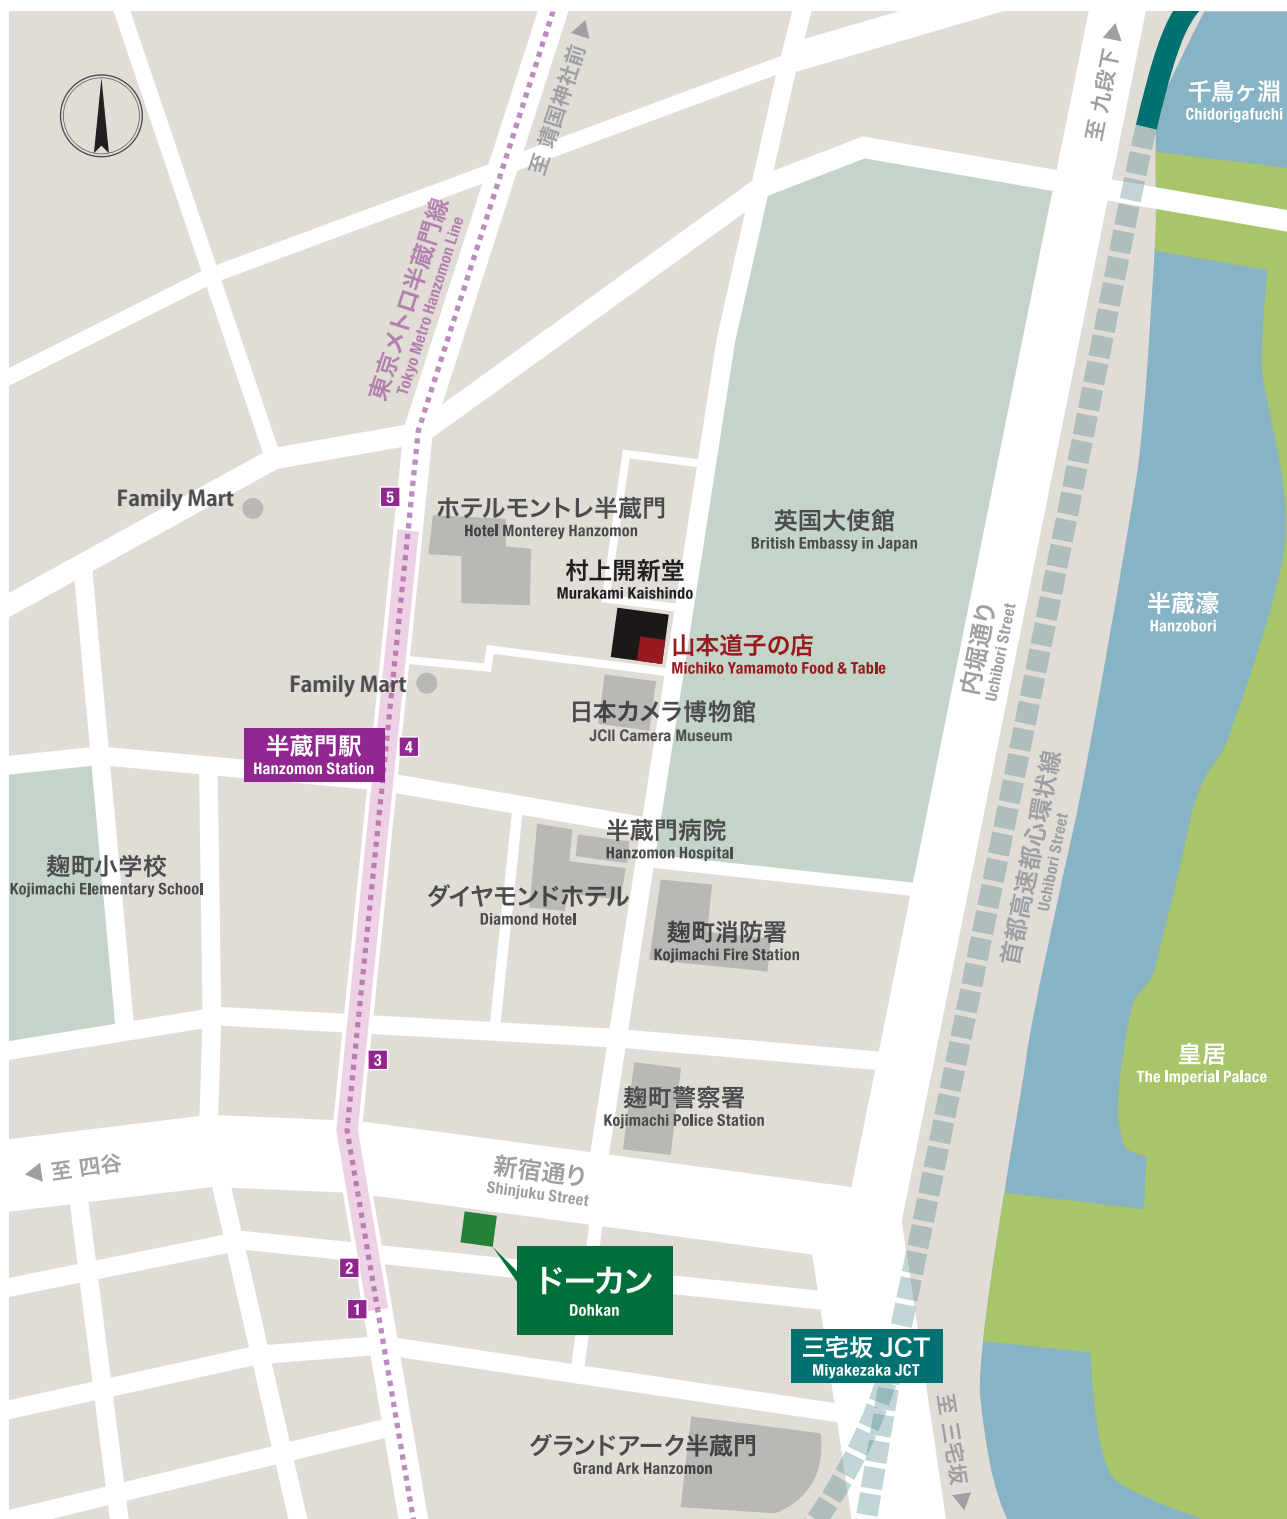 千鳥ヶ淵
Chidorigafuchi
至 九段下
至 靖国神社前
東京メトロ半蔵門線
Tokyo Metro Hanzomon Line
Family Mart
5
ホテルモントレ半蔵門
Hotel Monterey Hanzomon
英国大使館
British Embassy in Japan
村上開新堂
Murakami Kaishindo
半蔵濠
Hanzobori
山本道子の店
Michiko Yamamoto Food & Table
内堀通り
Uchibori Street
Family Mart
日本カメラ博物館
JCII Camera Museum
半蔵門駅
Hanzomon Station
4
首都高速都心環状線
Uchibori Street
半蔵門病院
Hanzomon Hospital
麹町小学校
Kojimachi Elementary School
ダイヤモンドホテル
Diamond Hotel
麹町消防署
Kojimachi Fire Station
3
皇居
The Imperial Palace
麹町警察署
Kojimachi Police Station
至 四谷
新宿通り
Shinjuku Street
2
ドーカン
Dohkan
1
三宅坂 JCT
Miyakezaka JCT
至 三宅坂
グランドアーク半蔵門
Grand Ark Hanzomon